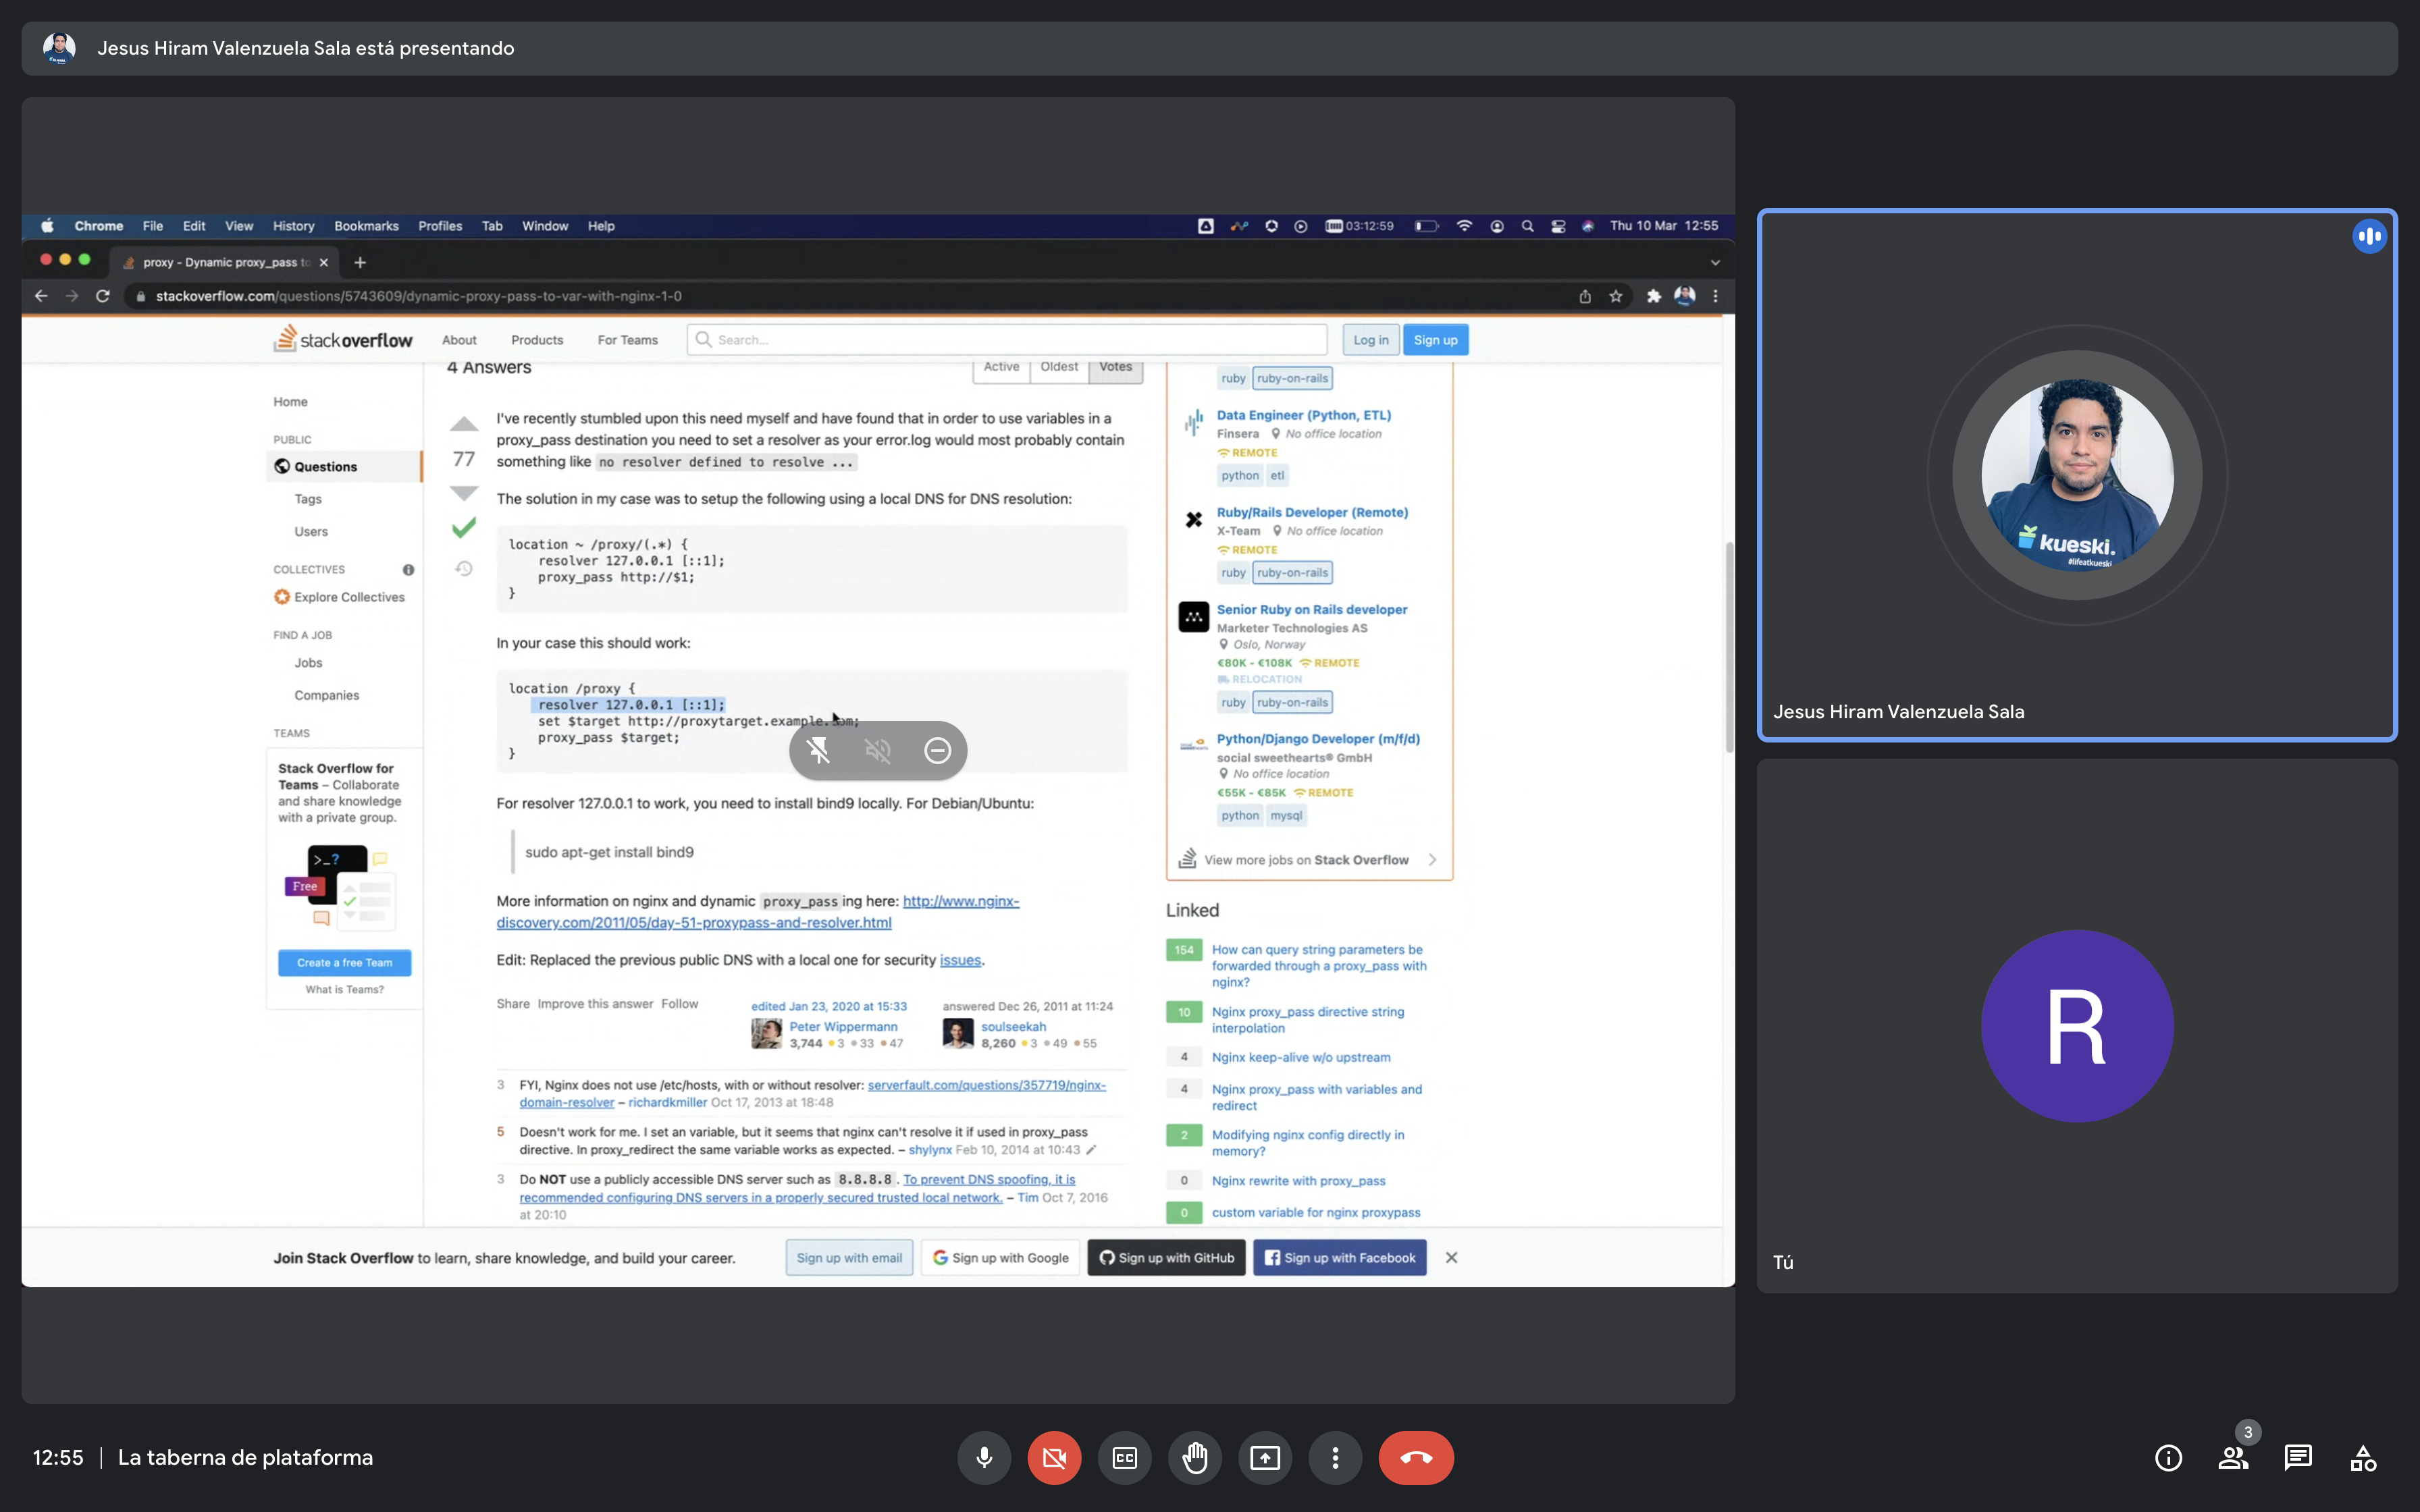 Jesus Hiram Valenzuela Sala está presentando
Chrome File Edit View History Bookmarks Profiles Tab Window Help
03:12:59 Thu 10 Mar 12:55
proxy - Dynamic proxy_pass to
stackoverflow.com/questions/5743609/dynamic-proxy-pass-to-var-with-nginx-1-0
stackoverflow About Products For Teams Search... Log in Sign up
Home
PUBLIC
Questions
Tags
Users
COLLECTIVES
Explore Collectives
FIND A JOB
Jobs
Companies
TEAMS
Stack Overflow for
Teams – Collaborate
and share knowledge
with a private group.
>_?
Free
Create a free Team
What is Teams?
4 Answers
Active Oldest Votes
77
I've recently stumbled upon this need myself and have found that in order to use variables in a
proxy_pass destination you need to set a resolver as your error.log would most probably contain
something like no resolver defined to resolve ...
The solution in my case was to setup the following using a local DNS for DNS resolution:
location ~ /proxy/(.*) {
resolver 127.0.0.1 [::1];
proxy_pass http://$1;
}
In your case this should work:
location /proxy {
resolver 127.0.0.1 [::1];
set $target http://proxytarget.example.com;
proxy_pass $target;
}
For resolver 127.0.0.1 to work, you need to install bind9 locally. For Debian/Ubuntu:
sudo apt-get install bind9
More information on nginx and dynamic proxy_pass ing here: http://www.nginx-
discovery.com/2011/05/day-51-proxypass-and-resolver.html
Edit: Replaced the previous public DNS with a local one for security issues.
Share Improve this answer Follow
edited Jan 23, 2020 at 15:33
Peter Wippermann
3,744 3 33 47
answered Dec 26, 2011 at 11:24
soulseekah
8,260 3 49 55
3 FYI, Nginx does not use /etc/hosts, with or without resolver: serverfault.com/questions/357719/nginx-
domain-resolver – richardkmiller Oct 17, 2013 at 18:48
5 Doesn't work for me. I set an variable, but it seems that nginx can't resolve it if used in proxy_pass
directive. In proxy_redirect the same variable works as expected. – shylynx Feb 10, 2014 at 10:43
3 Do NOT use a publicly accessible DNS server such as 8.8.8.8 . To prevent DNS spoofing, it is
recommended configuring DNS servers in a properly secured trusted local network. – Tim Oct 7, 2016
at 20:10
ruby ruby-on-rails
Data Engineer (Python, ETL)
Finsera No office location
REMOTE
python etl
Ruby/Rails Developer (Remote)
X-Team No office location
REMOTE
ruby ruby-on-rails
Senior Ruby on Rails developer
Marketer Technologies AS
Oslo, Norway
€80K - €108K REMOTE
RELOCATION
ruby ruby-on-rails
Python/Django Developer (m/f/d)
social sweethearts® GmbH
No office location
€55K - €85K REMOTE
python mysql
View more jobs on Stack Overflow
Linked
154 How can query string parameters be
forwarded through a proxy_pass with
nginx?
10 Nginx proxy_pass directive string
interpolation
4 Nginx keep-alive w/o upstream
4 Nginx proxy_pass with variables and
redirect
2 Modifying nginx config directly in
memory?
0 Nginx rewrite with proxy_pass
0 custom variable for nginx proxypass
Join Stack Overflow to learn, share knowledge, and build your career.
Sign up with email Sign up with Google Sign up with GitHub Sign up with Facebook
kueski.
#lifeatkueski
Jesus Hiram Valenzuela Sala
R
Tú
12:55 | La taberna de plataforma
CC
3